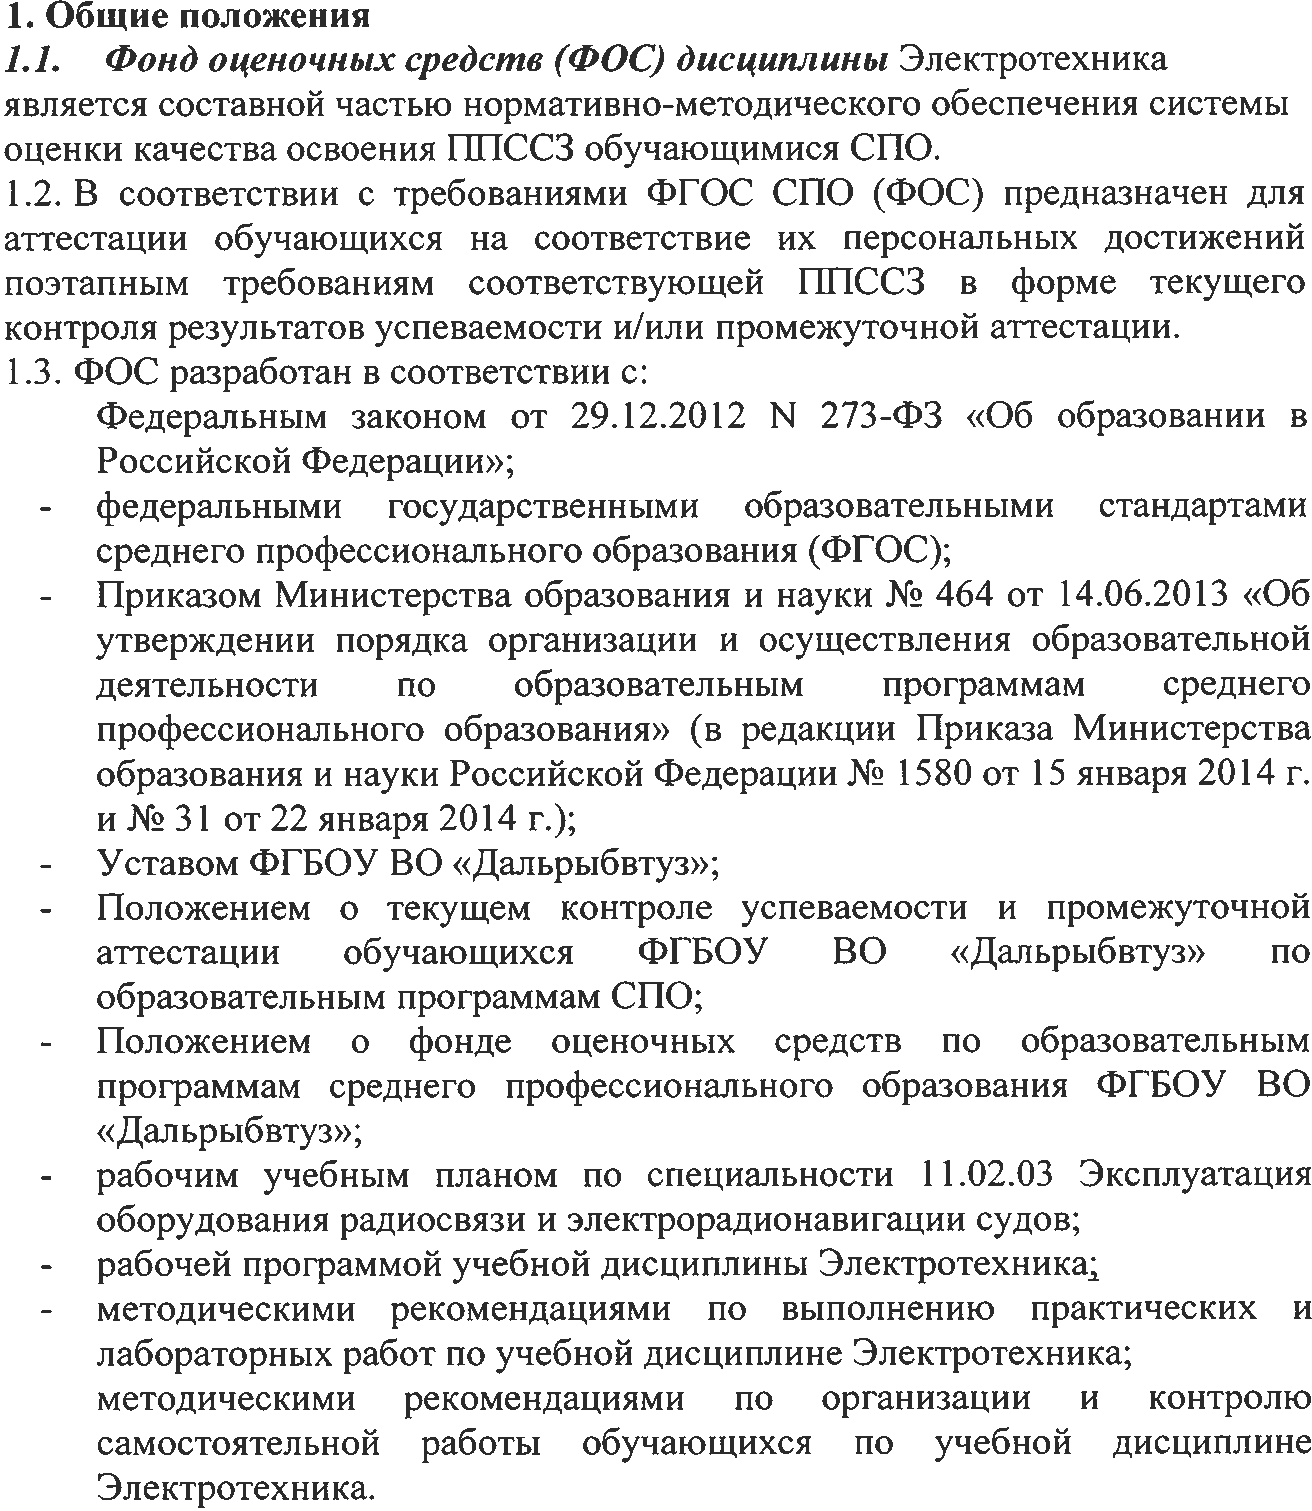 1. Общие положения
1.1. Фонд оценочных средств (ФОС) дисциплины Электротехника
является составной частью нормативно-методического обеспечения системы
оценки качества освоения ППССЗ обучающимися СПО.
1.2. В соответствии с требованиями ФГОС СПО (ФОС) предназначен для
аттестации обучающихся на соответствие их персональных достижений
поэтапным требованиям соответствующей ППССЗ в форме текущего
контроля результатов успеваемости и/или промежуточной аттестации.
1.3. ФОС разработан в соответствии с:
Федеральным законом от 29.12.2012 N 273-ФЗ «Об образовании в
Российской Федерации»;
- федеральными государственными образовательными стандартами
среднего профессионального образования (ФГОС);
- Приказом Министерства образования и науки № 464 от 14.06.2013 «Об
утверждении порядка организации и осуществления образовательной
деятельности по образовательным программам среднего
профессионального образования» (в редакции Приказа Министерства
образования и науки Российской Федерации № 1580 от 15 января 2014 г.
и № 31 от 22 января 2014 г.);
- Уставом ФГБОУ ВО «Дальрыбвтуз»;
- Положением о текущем контроле успеваемости и промежуточной
аттестации обучающихся ФГБОУ ВО «Дальрыбвтуз» по
образовательным программам СПО;
- Положением о фонде оценочных средств по образовательным
программам среднего профессионального образования ФГБОУ ВО
«Дальрыбвтуз»;
- рабочим учебным планом по специальности 11.02.03 Эксплуатация
оборудования радиосвязи и электрорадионавигации судов;
- рабочей программой учебной дисциплины Электротехника;
- методическими рекомендациями по выполнению практических и
лабораторных работ по учебной дисциплине Электротехника;
методическими рекомендациями по организации и контролю
самостоятельной работы обучающихся по учебной дисциплине
Электротехника.